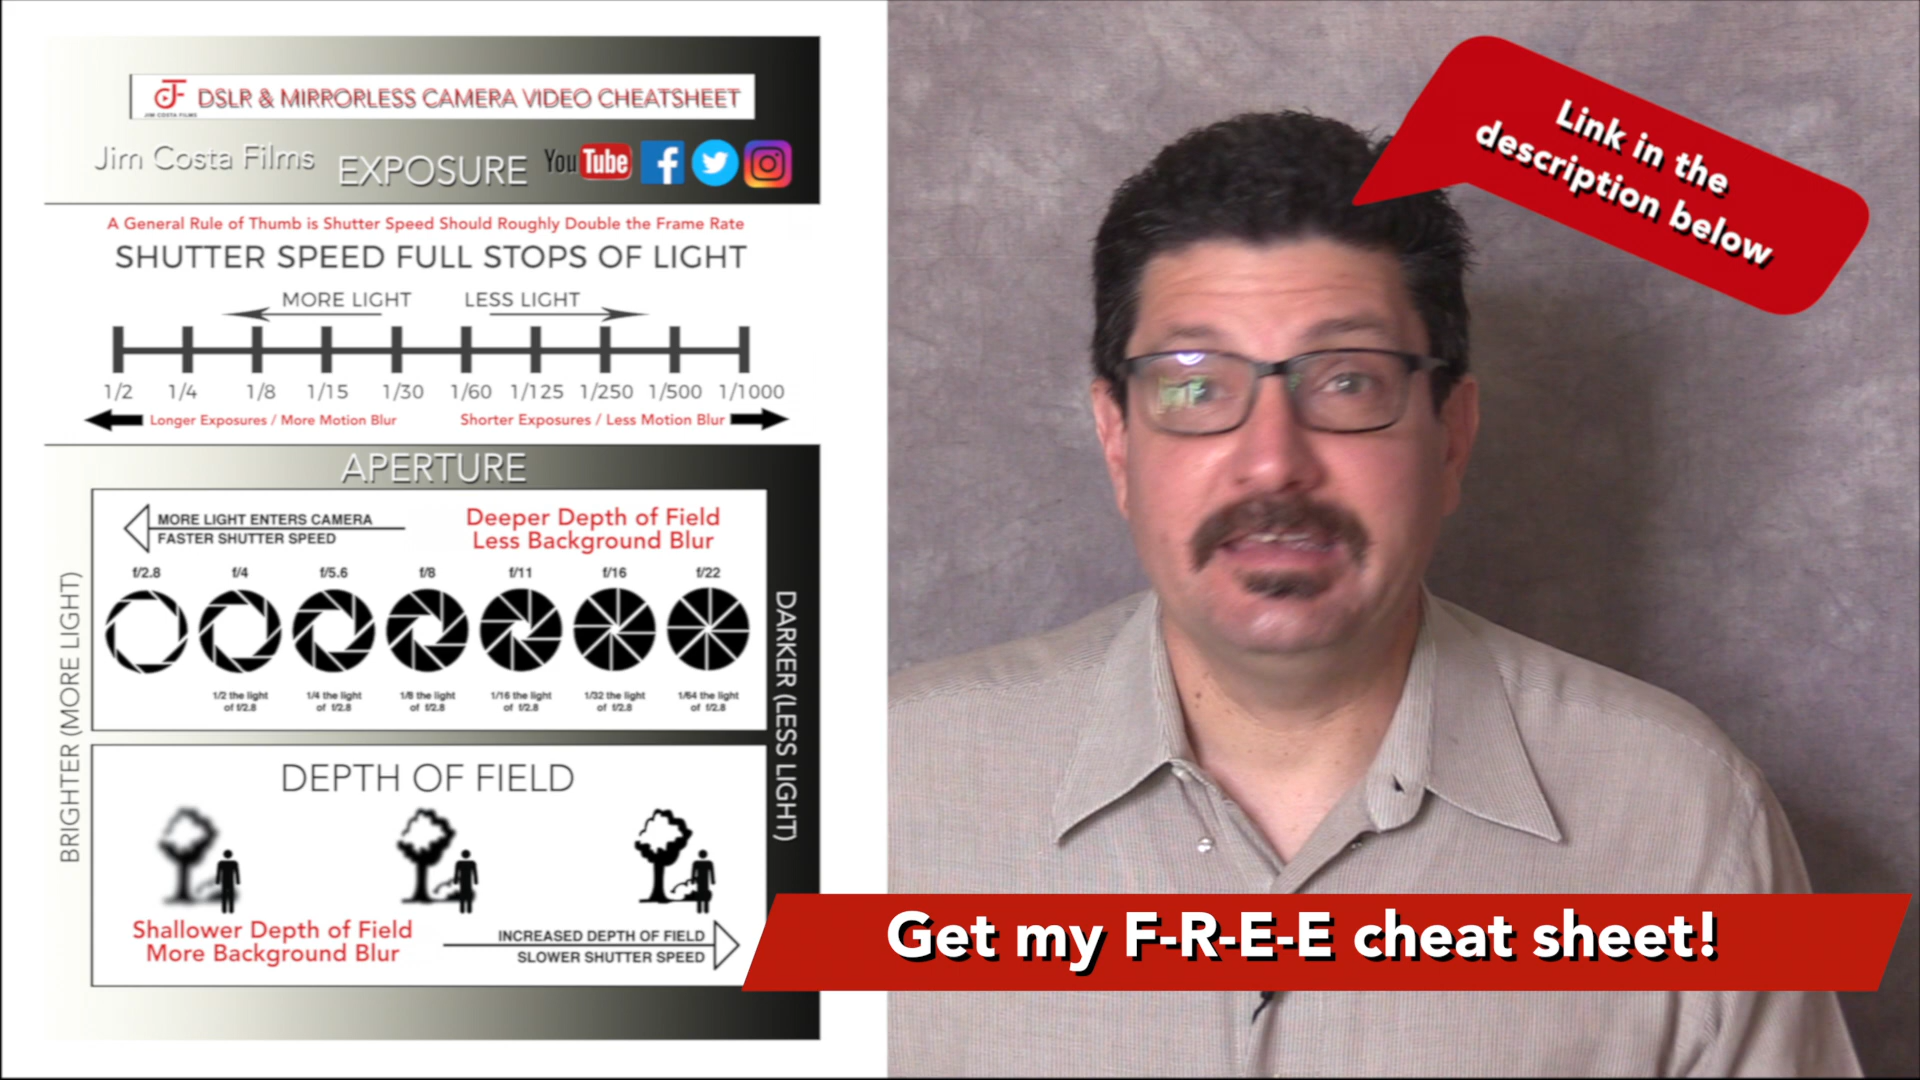 DSLR & MIRRORLESS CAMERA VIDEO CHEATSHEET
JIM COSTA FILMS
Jim Costa Films
EXPOSURE
YouTube
A General Rule of Thumb is Shutter Speed Should Roughly Double the Frame Rate
SHUTTER SPEED FULL STOPS OF LIGHT
MORE LIGHT LESS LIGHT
1/2 1/4 1/8 1/15 1/30 1/60 1/125 1/250 1/500 1/1000
Longer Exposures / More Motion Blur Shorter Exposures / Less Motion Blur
APERTURE
MORE LIGHT ENTERS CAMERA
FASTER SHUTTER SPEED
Deeper Depth of Field
Less Background Blur
f/2.8 f/4 f/5.6 f/8 f/11 f/16 f/22
1/2 the light
of f/2.8
1/4 the light
of f/2.8
1/8 the light
of f/2.8
1/16 the light
of f/2.8
1/32 the light
of f/2.8
1/64 the light
of f/2.8
BRIGHTER (MORE LIGHT)
DARKER (LESS LIGHT)
DEPTH OF FIELD
Shallower Depth of Field
More Background Blur
INCREASED DEPTH OF FIELD
SLOWER SHUTTER SPEED
Link in the
description below
Get my F-R-E-E cheat sheet!